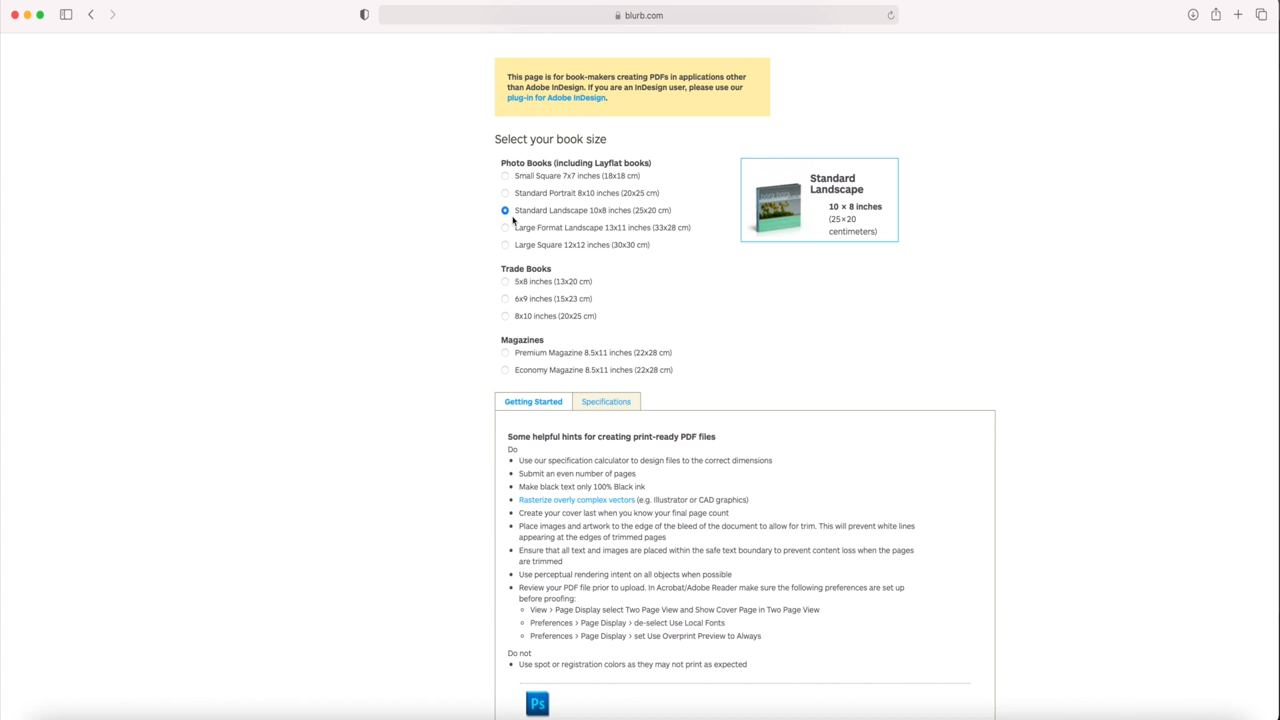 blurb.com
This page is for book-makers creating PDFs in applications other
than Adobe InDesign. If you are an InDesign user, please use our
plug-in for Adobe InDesign.
Select your book size
Photo Books (including Layflat books)
Small Square 7x7 inches (18x18 cm)
Standard Portrait 8x10 inches (20x25 cm)
Standard Landscape 10x8 inches (25x20 cm)
Large Format Landscape 13x11 inches (33x28 cm)
Large Square 12x12 inches (30x30 cm)
Standard
Landscape
10 × 8 inches
(25×20
centimeters)
Trade Books
5x8 inches (13x20 cm)
6x9 inches (15x23 cm)
8x10 inches (20x25 cm)
Magazines
Premium Magazine 8.5x11 inches (22x28 cm)
Economy Magazine 8.5x11 inches (22x28 cm)
Getting Started
Specifications
Some helpful hints for creating print-ready PDF files
Do
Use our specification calculator to design files to the correct dimensions
Submit an even number of pages
Make black text only 100% Black ink
Rasterize overly complex vectors (e.g. Illustrator or CAD graphics)
Create your cover last when you know your final page count
Place images and artwork to the edge of the bleed of the document to allow for trim. This will prevent white lines
appearing at the edges of trimmed pages
Ensure that all text and images are placed within the safe text boundary to prevent content loss when the pages
are trimmed
Use perceptual rendering intent on all objects when possible
Review your PDF file prior to upload. In Acrobat/Adobe Reader make sure the following preferences are set up
before proofing:
View > Page Display select Two Page View and Show Cover Page in Two Page View
Preferences > Page Display > de-select Use Local Fonts
Preferences > Page Display > set Use Overprint Preview to Always
Do not
Use spot or registration colors as they may not print as expected
Ps